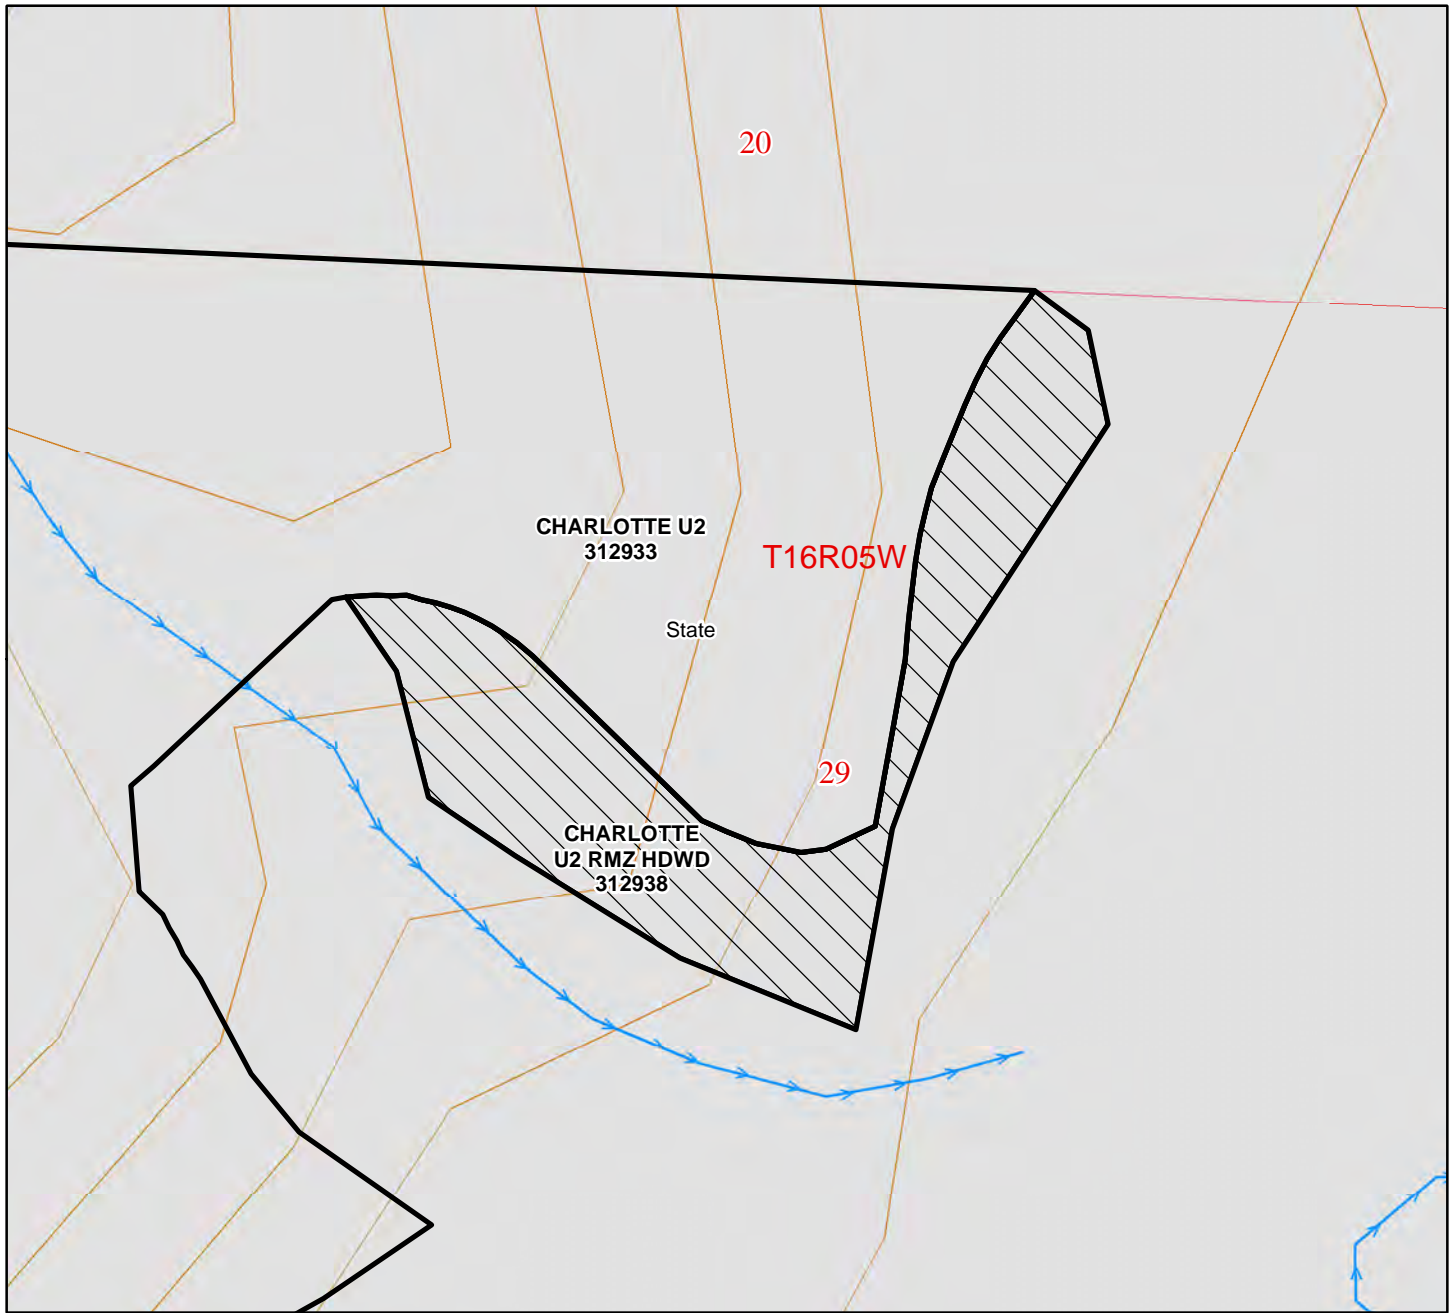 20
CHARLOTTE U2
312933
T16R05W
State
29
CHARLOTTE
U2 RMZ HDWD
312938